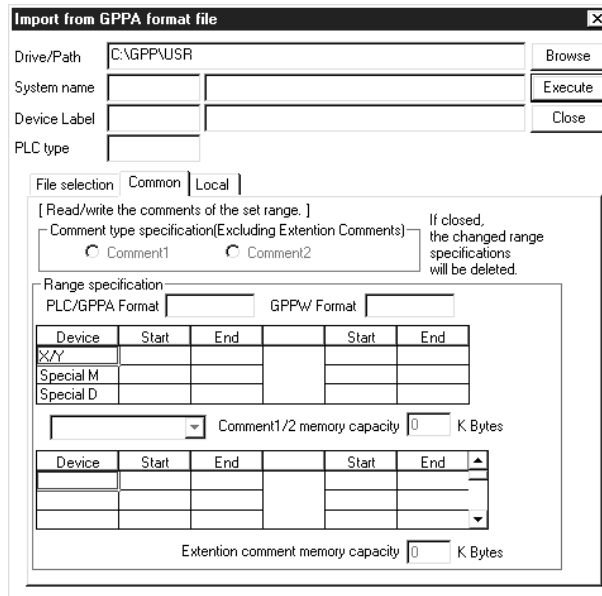 Import from GPPA format file
Drive/Path C:\GPP\USR Browse
System name Execute
Device Label Close
PLC type
File selection Common Local
[ Read/write the comments of the set range. ]
Comment type specification(Excluding Extention Comments)
Comment1 Comment2
If closed,
the changed range
specifications
will be deleted.
Range specification
PLC/GPPA Format GPPW Format
Device Start End Start End
X/Y
Special M
Special D
Comment1/2 memory capacity 0 K Bytes
Device Start End Start End
Extention comment memory capacity 0 K Bytes